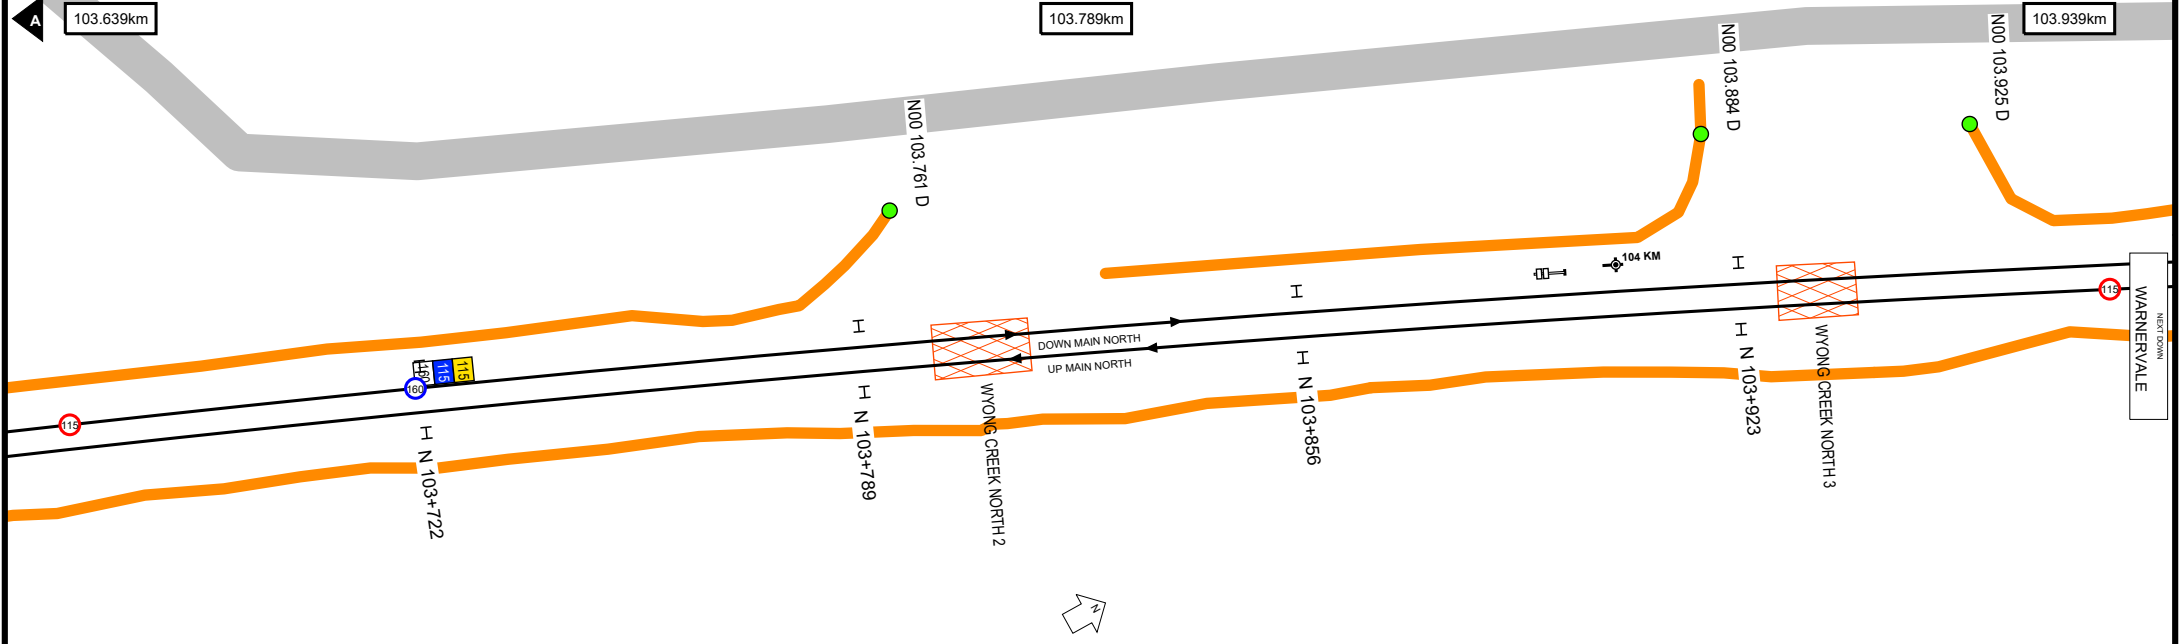 A
103.639km
103.789km
103.939km
N00 103.761 D
N00 103.884 D
N00 103.925 D
104 KM
H
H
H
H
160
115
115
160
115
115
DOWN MAIN NORTH
UP MAIN NORTH
H N 103+722
H N 103+789
WYONG CREEK NORTH 2
H N 103+856
H N 103+923
WYONG CREEK NORTH 3
NEXT DOWN
WARNERVALE
N